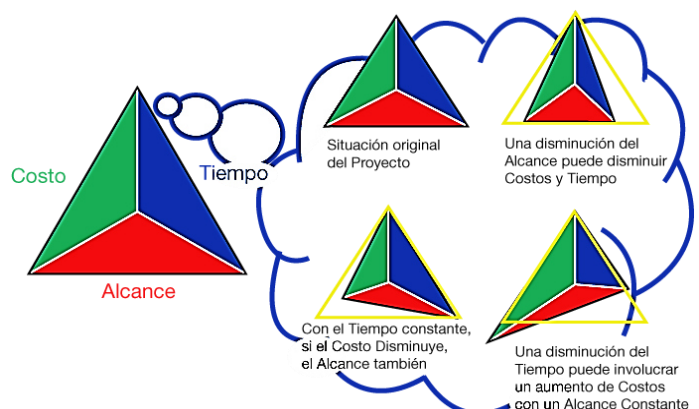 Costo
Tiempo
Alcance
Situación original
del Proyecto
Una disminución del
Alcance puede disminuir
Costos y Tiempo
Con el Tiempo constante,
si el Costo Disminuye,
el Alcance también
Una disminución del
Tiempo puede involucrar
un aumento de Costos
con un Alcance Constante